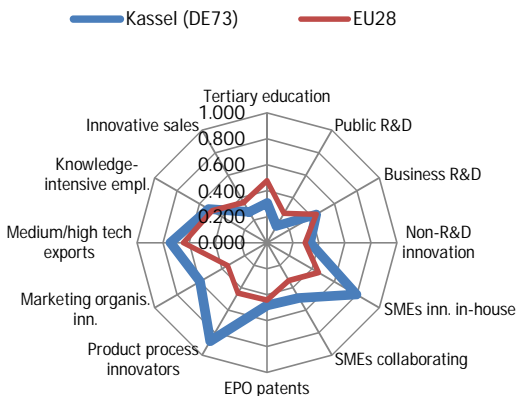 Kassel (DE73)
EU28
Tertiary education
1.000
0.800
0.600
0.400
0.200
0.000
Public R&D
Business R&D
Non-R&D
innovation
SMEs inn. in-house
SMEs collaborating
EPO patents
Product process
innovators
Marketing organis.
inn.
Medium/high tech
exports
Knowledge-
intensive empl.
Innovative sales